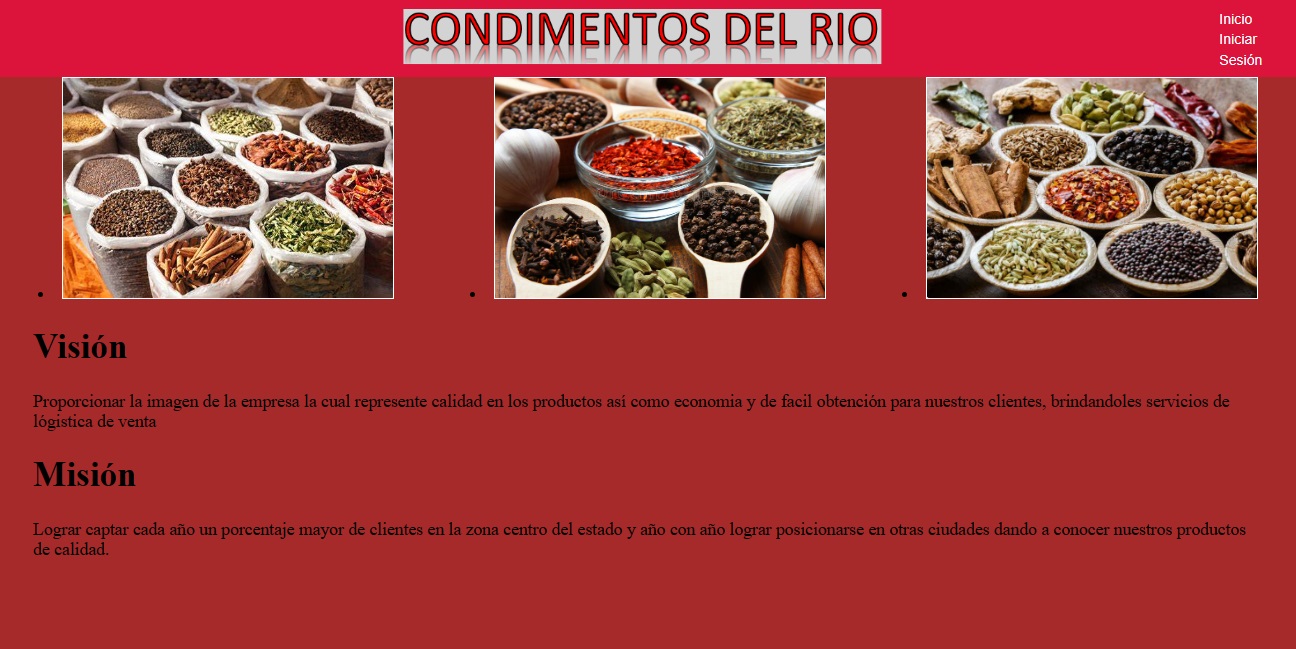 CONDIMENTOS DEL RIO
Inicio
Iniciar
Sesión
Visión
Proporcionar la imagen de la empresa la cual represente calidad en los productos así como economia y de facil obtención para nuestros clientes, brindandoles servicios de
lógistica de venta
Misión
Lograr captar cada año un porcentaje mayor de clientes en la zona centro del estado y año con año lograr posicionarse en otras ciudades dando a conocer nuestros productos
de calidad.